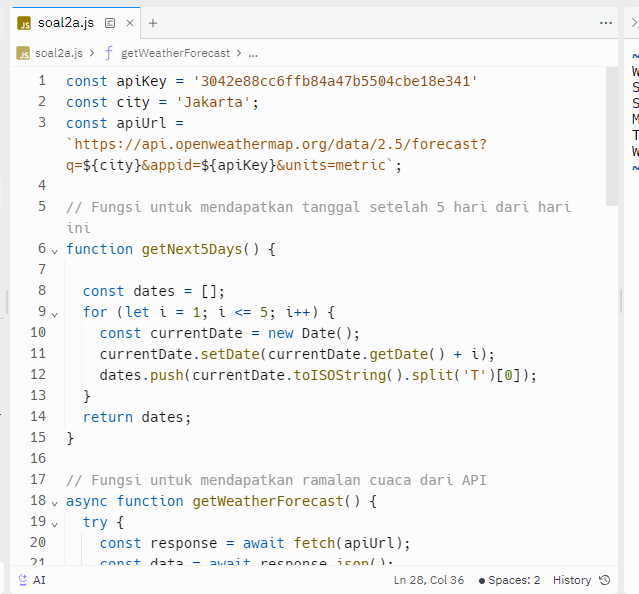 soal2a.js
soal2a.js > getWeatherForecast > ...
1 const apiKey = '3042e88cc6ffb84a47b5504cbe18e341'
2 const city = 'Jakarta';
3 const apiUrl =
`https://api.openweathermap.org/data/2.5/forecast?
q=${city}&appid=${apiKey}&units=metric`;
4
5 // Fungsi untuk mendapatkan tanggal setelah 5 hari dari hari
ini
6 function getNext5Days() {
7
8 const dates = [];
9 for (let i = 1; i <= 5; i++) {
10 const currentDate = new Date();
11 currentDate.setDate(currentDate.getDate() + i);
12 dates.push(currentDate.toISOString().split('T')[0]);
13 }
14 return dates;
15 }
16
17 // Fungsi untuk mendapatkan ramalan cuaca dari API
18 async function getWeatherForecast() {
19 try {
20 const response = await fetch(apiUrl);
21 const data = await response.json();
AI Ln 28, Col 36 Spaces: 2 History